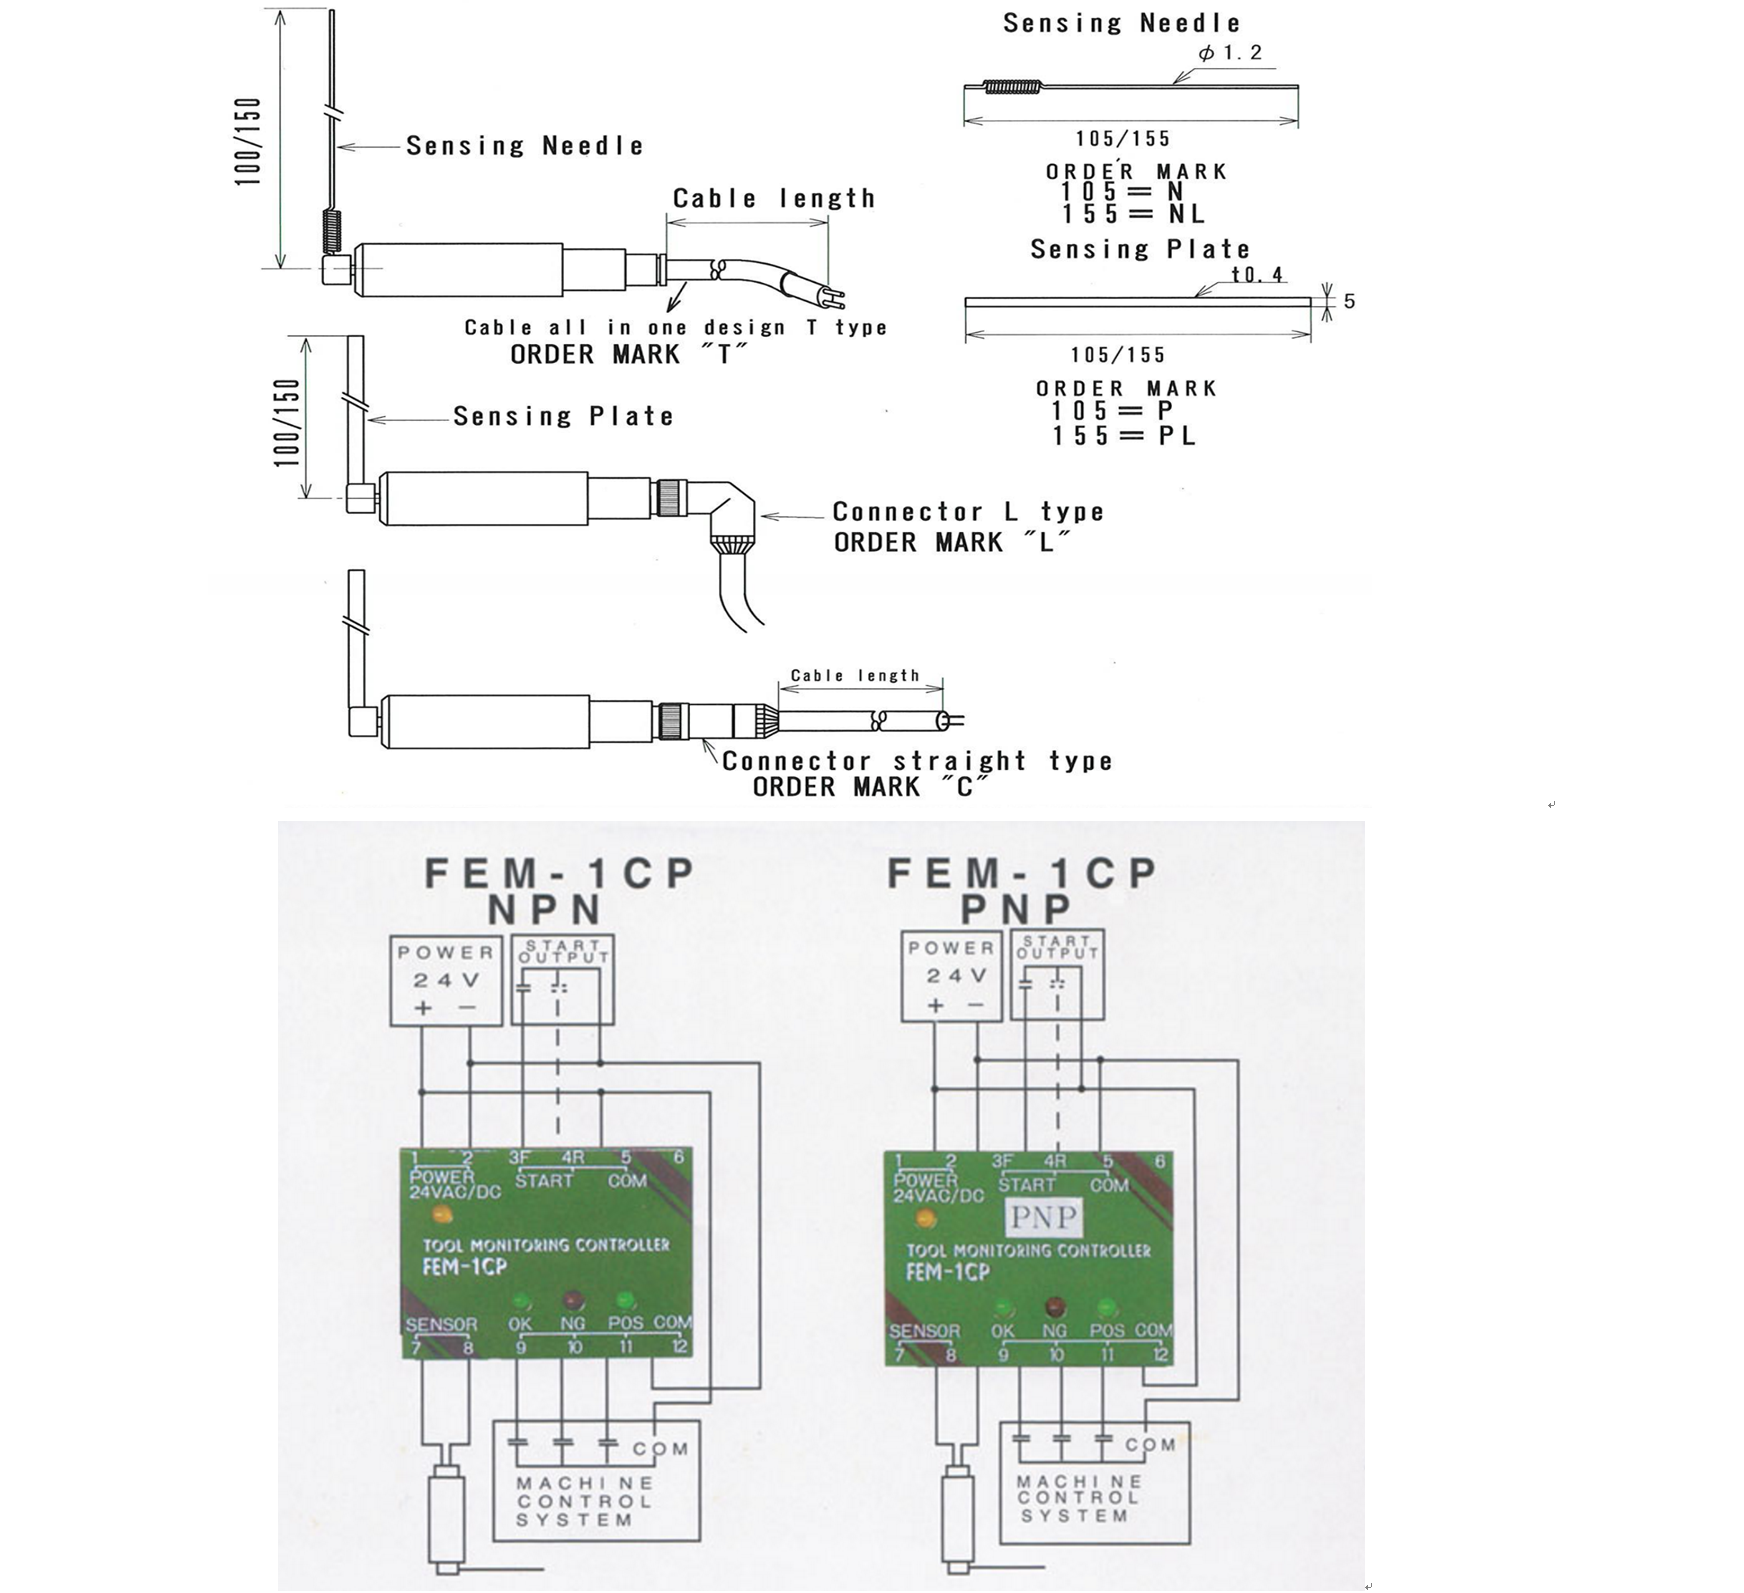 100/150
Sensing Needle
Cable length
Cable all in one design T type
ORDER MARK "T"
Sensing Needle
φ1.2
105/155
ORDER MARK
105=N
155=NL
Sensing Plate
t0.4
5
105/155
ORDER MARK
105=P
155=PL
100/150
Sensing Plate
Connector L type
ORDER MARK "L"
Cable length
Connector straight type
ORDER MARK "C"
FEM-1CP
NPN
POWER
24V
+ −
START
OUTPUT
1 2 3F 4R 5 6
POWER START COM
24VAC/DC
TOOL MONITORING CONTROLLER
FEM-1CP
SENSOR OK NG POS COM
7 8 9 10 11 12
COM
MACHINE
CONTROL
SYSTEM
FEM-1CP
PNP
POWER
24V
+ −
START
OUTPUT
1 2 3F 4R 5 6
POWER START COM
24VAC/DC
PNP
TOOL MONITORING CONTROLLER
FEM-1CP
SENSOR OK NG POS COM
7 8 9 10 11 12
COM
MACHINE
CONTROL
SYSTEM